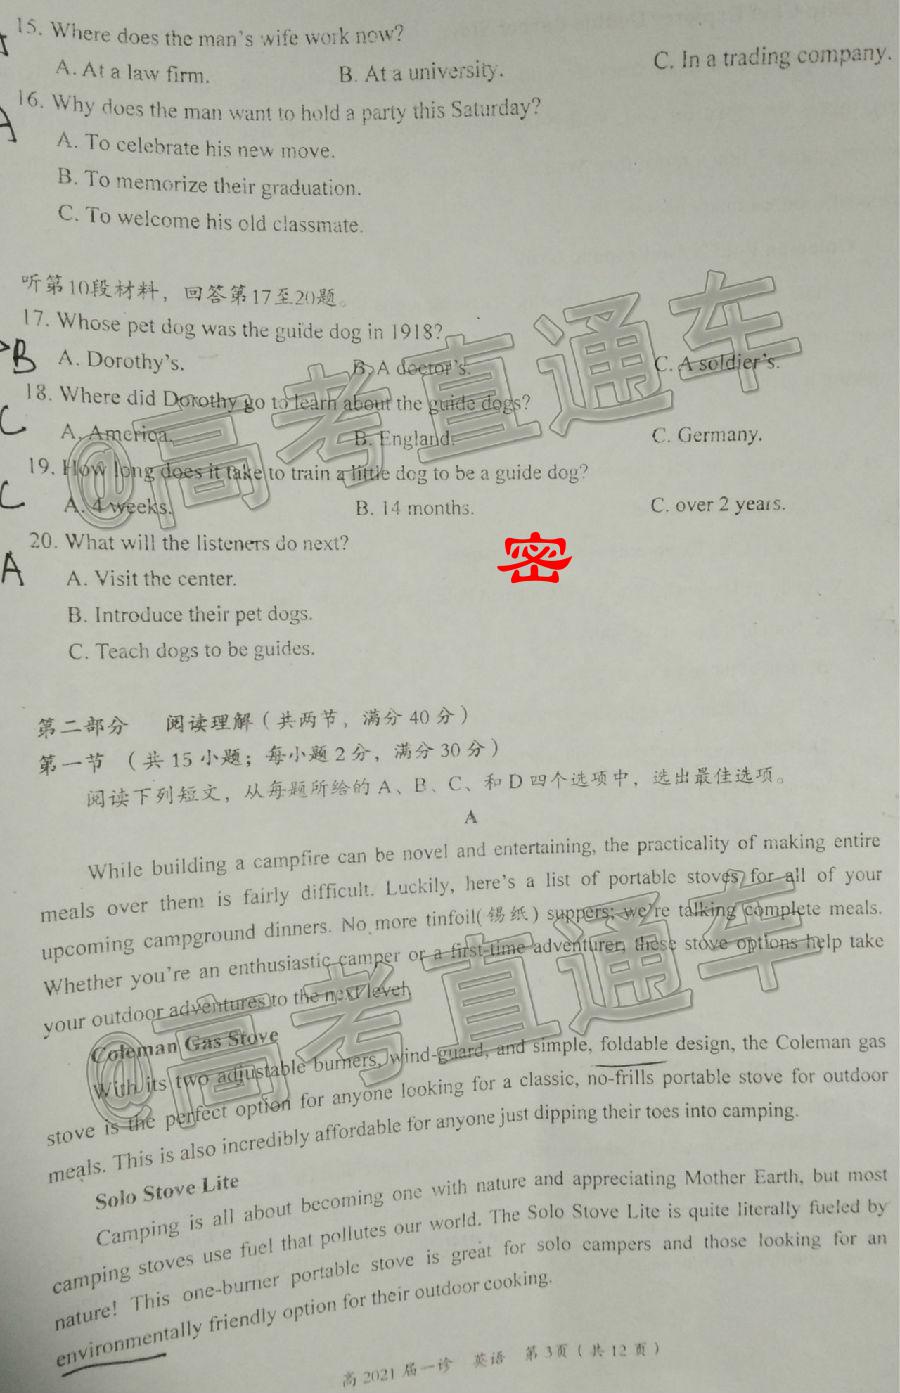 15. Where does the man's wife work now?
A. At a law firm. B. At a university. C. In a trading company.
16. Why does the man want to hold a party this Saturday?
A
A. To celebrate his new move.
B. To memorize their graduation.
C. To welcome his old classmate.
听第10段材料，回答第17至20题。
17. Whose pet dog was the guide dog in 1918?
B A. Dorothy's. B. A doctor's. C. A soldier's.
18. Where did Dorothy go to learn about the guide dogs?
C A. America. B. England. C. Germany.
19. How long does it take to train a little dog to be a guide dog?
C A. 4 weeks. B. 14 months. C. over 2 years.
@高考直通车
20. What will the listeners do next?
密
A A. Visit the center.
B. Introduce their pet dogs.
C. Teach dogs to be guides.
第二部分 阅读理解（共两节，满分 40 分）
第一节 （共 15 小题；每小题 2 分，满分 30 分）
阅读下列短文，从每题所给的 A、B、C、和 D 四个选项中，选出最佳选项。
A
While building a campfire can be novel and entertaining, the practicality of making entire
meals over them is fairly difficult. Luckily, here's a list of portable stoves for all of your
upcoming campground dinners. No more tinfoil(锡纸) suppers; we're talking complete meals.
Whether you're an enthusiastic camper or a first-time adventurer, these stove options help take
your outdoor adventures to the next level.
@高考直通车
Coleman Gas Stove
With its two adjustable burners, wind-guard, and simple, foldable design, the Coleman gas
stove is the perfect option for anyone looking for a classic, no-frills portable stove for outdoor
meals. This is also incredibly affordable for anyone just dipping their toes into camping.
Solo Stove Lite
Camping is all about becoming one with nature and appreciating Mother Earth, but most
camping stoves use fuel that pollutes our world. The Solo Stove Lite is quite literally fueled by
nature! This one-burner portable stove is great for solo campers and those looking for an
environmentally friendly option for their outdoor cooking.
高 2021 届一诊 英语 第 3页（共 12 页）